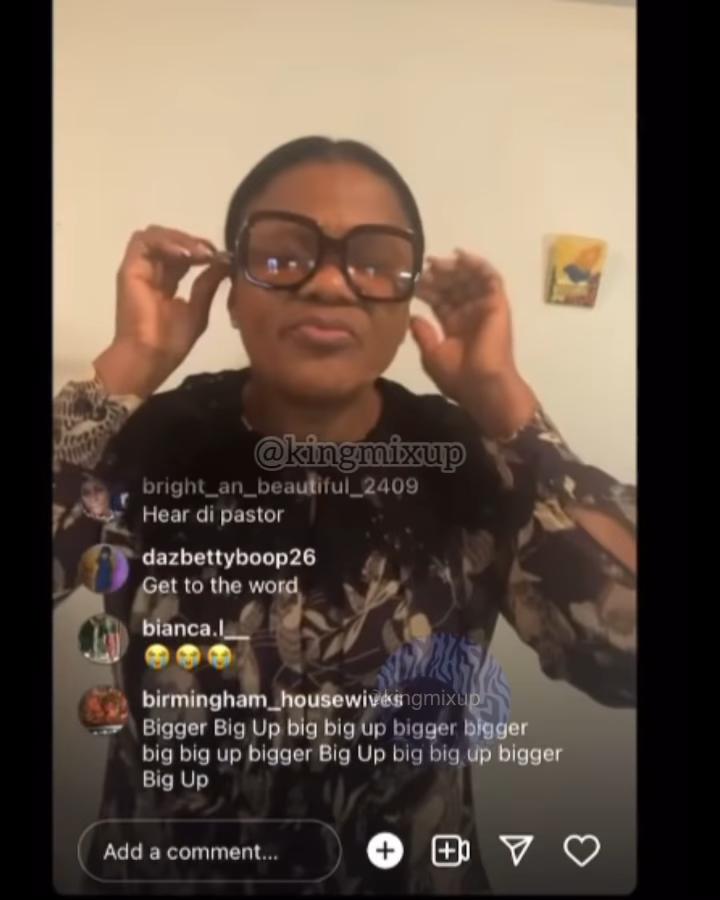 @kingmixup
bright_an_beautiful_2409
Hear di pastor
dazbettyboop26
Get to the word
bianca.l__
😭😭😭
birmingham_housewives
@kingmixup
Bigger Big Up big big up bigger bigger
big big up bigger Big Up big big up bigger
Big Up
Add a comment...